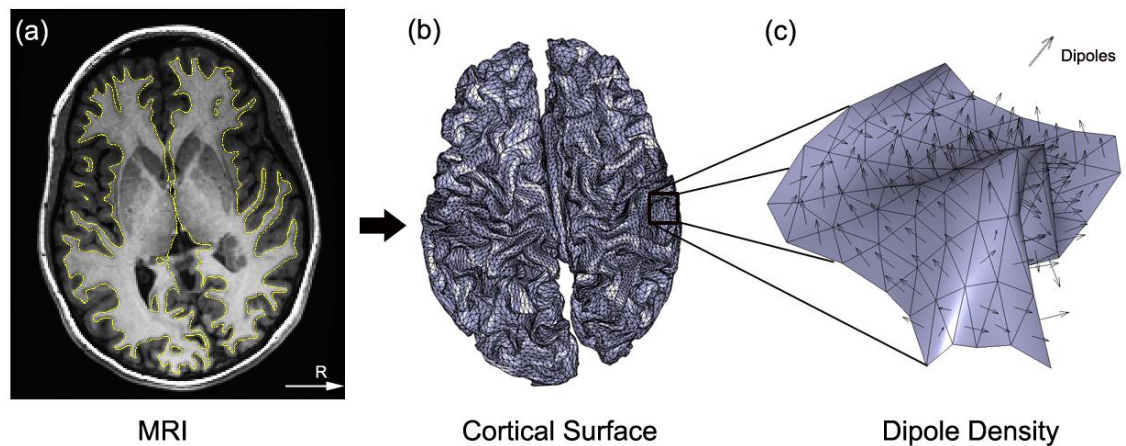 (a)
(b)
(c)
Dipoles
R
MRI
Cortical Surface
Dipole Density